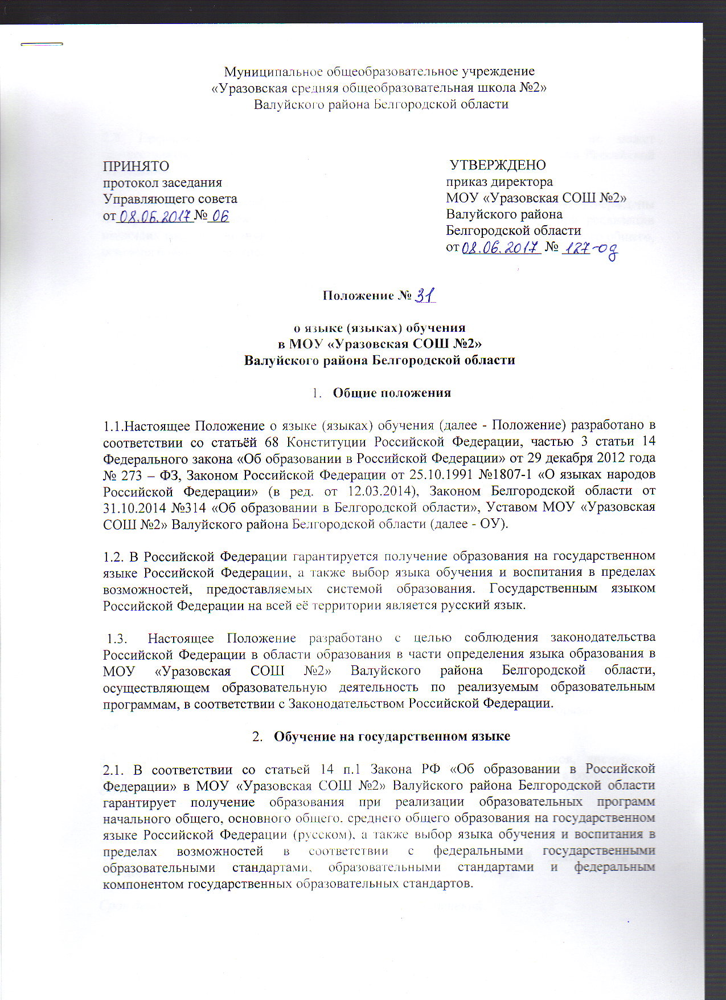 Муниципальное общеобразовательное учреждение
«Уразовская средняя общеобразовательная школа №2»
Валуйского района Белгородской области
ПРИНЯТО
протокол заседания
Управляющего совета
от 08.06.2017 № 06
УТВЕРЖДЕНО
приказ директора
МОУ «Уразовская СОШ №2»
Валуйского района
Белгородской области
от 08.06.2017 № 127-од
Положение № 31
о языке (языках) обучения
в МОУ «Уразовская СОШ №2»
Валуйского района Белгородской области
1. Общие положения
1.1.Настоящее Положение о языке (языках) обучения (далее - Положение) разработано в
соответствии со статьёй 68 Конституции Российской Федерации, частью 3 статьи 14
Федерального закона «Об образовании в Российской Федерации» от 29 декабря 2012 года
№ 273 – ФЗ, Законом Российской Федерации от 25.10.1991 №1807-1 «О языках народов
Российской Федерации» (в ред. от 12.03.2014), Законом Белгородской области от
31.10.2014 №314 «Об образовании в Белгородской области», Уставом МОУ «Уразовская
СОШ №2» Валуйского района Белгородской области (далее - ОУ).
1.2. В Российской Федерации гарантируется получение образования на государственном
языке Российской Федерации, а также выбор языка обучения и воспитания в пределах
возможностей, предоставляемых системой образования. Государственным языком
Российской Федерации на всей её территории является русский язык.
1.3. Настоящее Положение разработано с целью соблюдения законодательства
Российской Федерации в области образования в части определения языка образования в
МОУ «Уразовская СОШ №2» Валуйского района Белгородской области,
осуществляющем образовательную деятельность по реализуемым образовательным
программам, в соответствии с Законодательством Российской Федерации.
2. Обучение на государственном языке
2.1. В соответствии со статьей 14 п.1 Закона РФ «Об образовании в Российской
Федерации» в МОУ «Уразовская СОШ №2» Валуйского района Белгородской области
гарантирует получение образования при реализации образовательных программ
начального общего, основного общего, среднего общего образования на государственном
языке Российской Федерации (русском), а также выбор языка обучения и воспитания в
пределах возможностей в соответствии с федеральными государственными
образовательными стандартами, образовательными стандартами и федеральным
компонентом государственных образовательных стандартов.